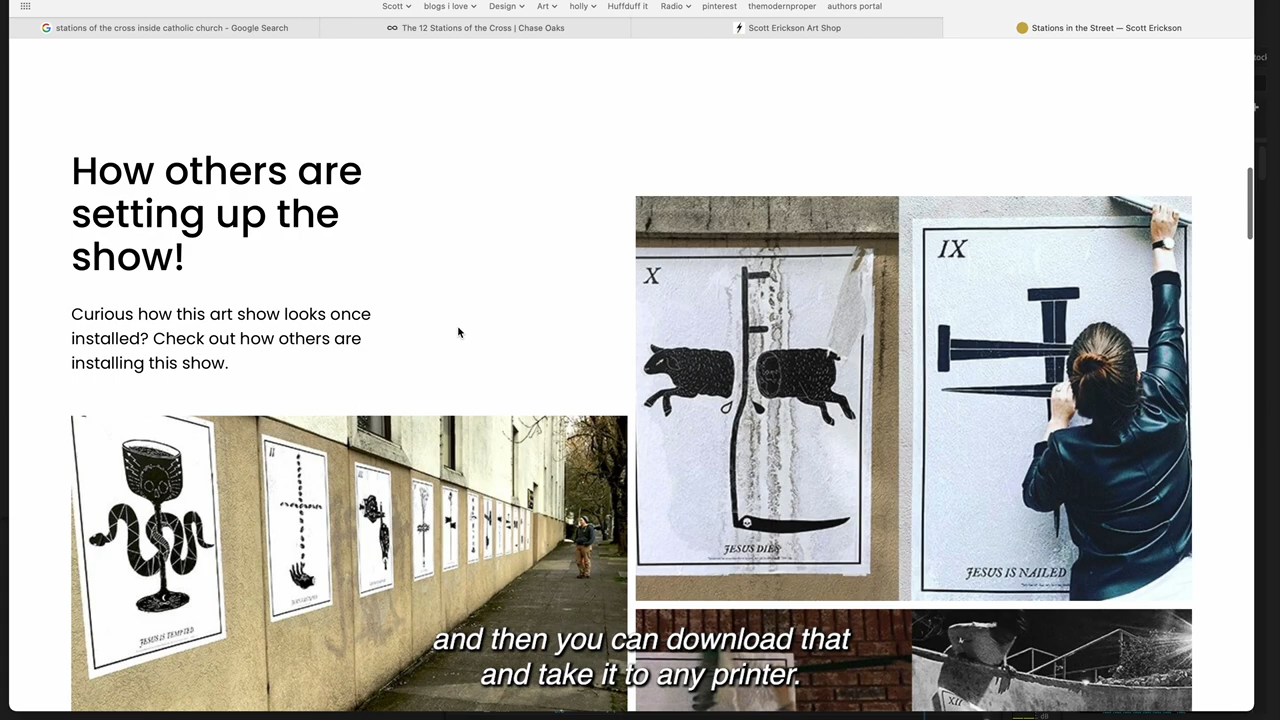 Scott blogs i love Design Art holly Huffduff it Radio pinterest themodernproper authors portal
stations of the cross inside catholic church - Google Search The 12 Stations of the Cross | Chase Oaks Scott Erickson Art Shop Stations in the Street — Scott Erickson
How others are
setting up the
show!
Curious how this art show looks once
installed? Check out how others are
installing this show.
X
JESUS DIES
IX
JESUS IS NAILED
II
JESUS IS TEMPTED
XII
and then you can download that
and take it to any printer.
dB